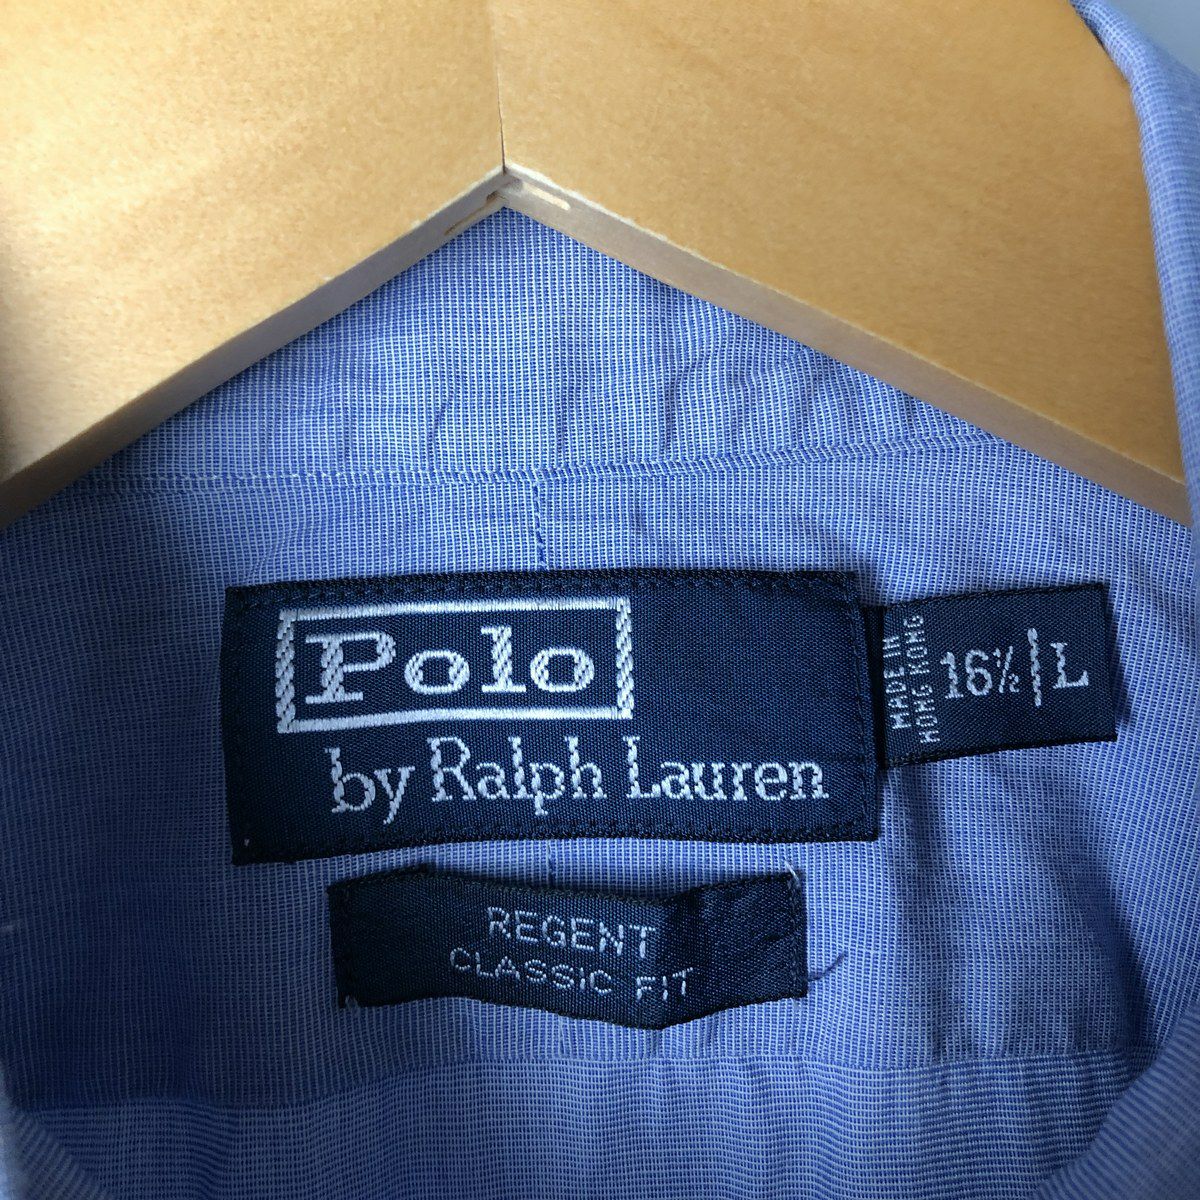 Polo
by Ralph Lauren
MADE IN
HONG KONG
16½ | L
REGENT
CLASSIC FIT